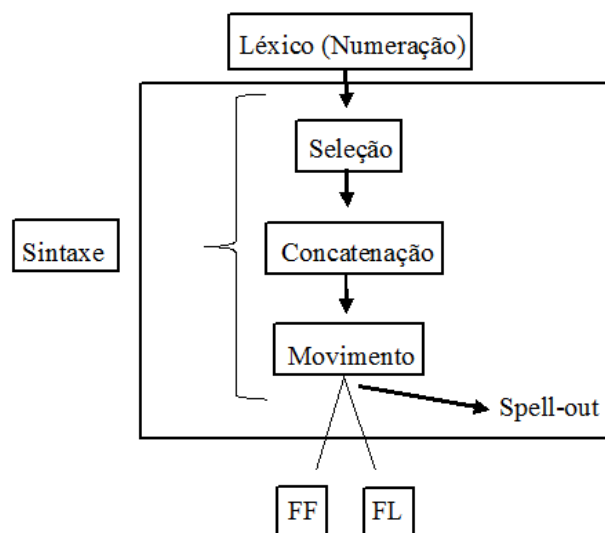 Léxico (Numeração)
Seleção
Sintaxe
Concatenação
Movimento
Spell-out
FF
FL